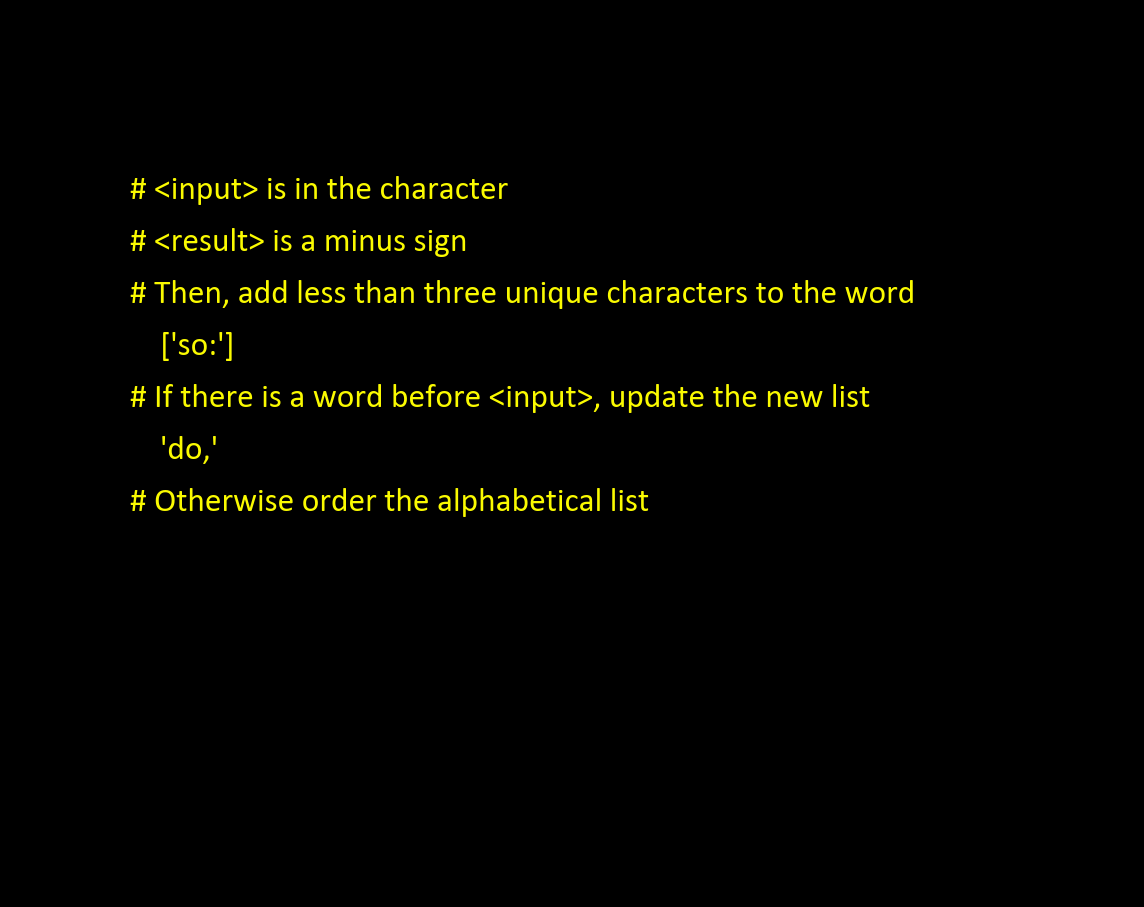 # <input> is in the character
# <result> is a minus sign
# Then, add less than three unique characters to the word
['so:']
# If there is a word before <input>, update the new list
'do,'
# Otherwise order the alphabetical list